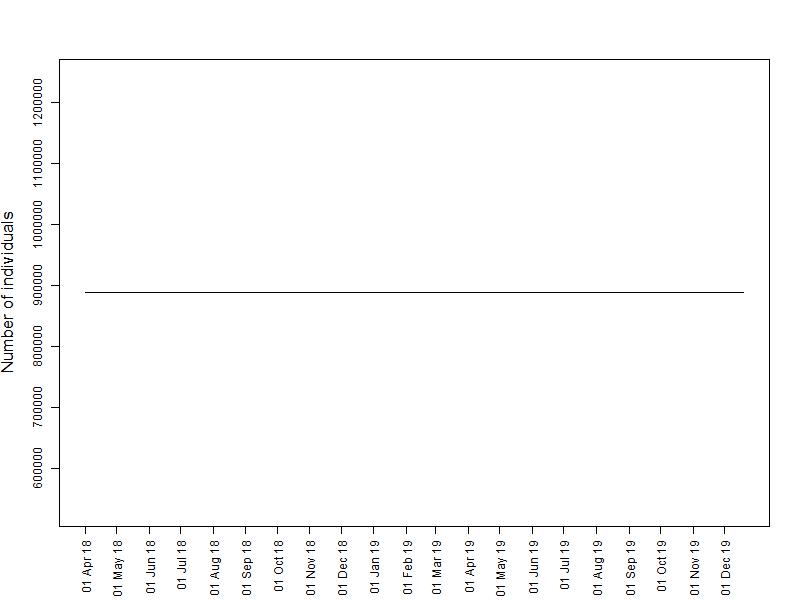 Number of individuals
1200000
1100000
1000000
900000
800000
700000
600000
01 Apr 18
01 May 18
01 Jun 18
01 Jul 18
01 Aug 18
01 Sep 18
01 Oct 18
01 Nov 18
01 Dec 18
01 Jan 19
01 Feb 19
01 Mar 19
01 Apr 19
01 May 19
01 Jun 19
01 Jul 19
01 Aug 19
01 Sep 19
01 Oct 19
01 Nov 19
01 Dec 19